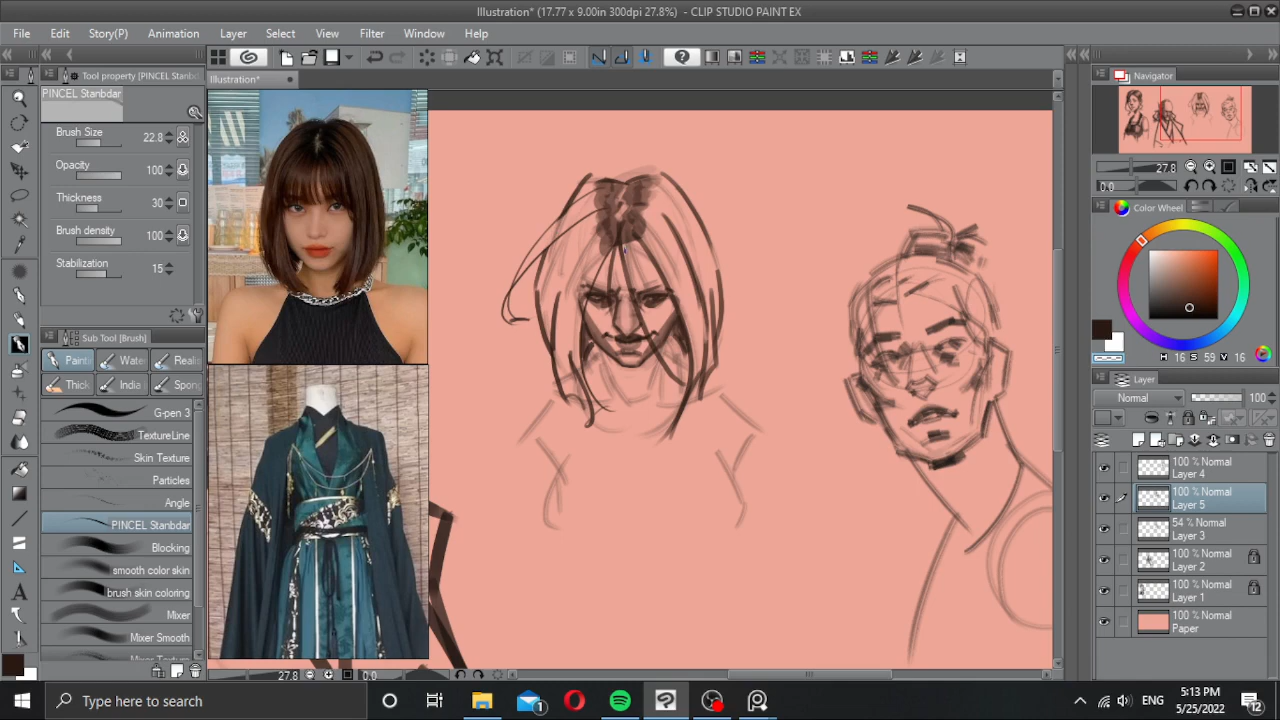 Illustration* (17.77 x 9.00in 300dpi 27.8%) - CLIP STUDIO PAINT EX
File Edit Story(P) Animation Layer Select View Filter Window Help
Tool property [PINCEL Stanbdar
Illustration*
Navigator
PINCEL Stanbdar
Brush Size 22.8
Opacity 100
Thickness 30
Brush density 100
Stabilization 15
27.8
0.0
Color Wheel
H 16 S 59 V 16
Sub Tool [Brush]
Paint Wate Realis
Thick India Spong
G-pen 3
TextureLine
Skin Texture
Particles
Angle
PINCEL Stanbdar
Blocking
smooth color skin
brush skin coloring
Mixer
Mixer Smooth
Mixer Texture
Layer
Normal 100
100 % Normal
Layer 4
100 % Normal
Layer 5
54 % Normal
Layer 3
100 % Normal
Layer 2
100 % Normal
Layer 1
100 % Normal
Paper
27.8 0.0
Type here to search
1
ENG
5:13 PM
5/25/2022
12